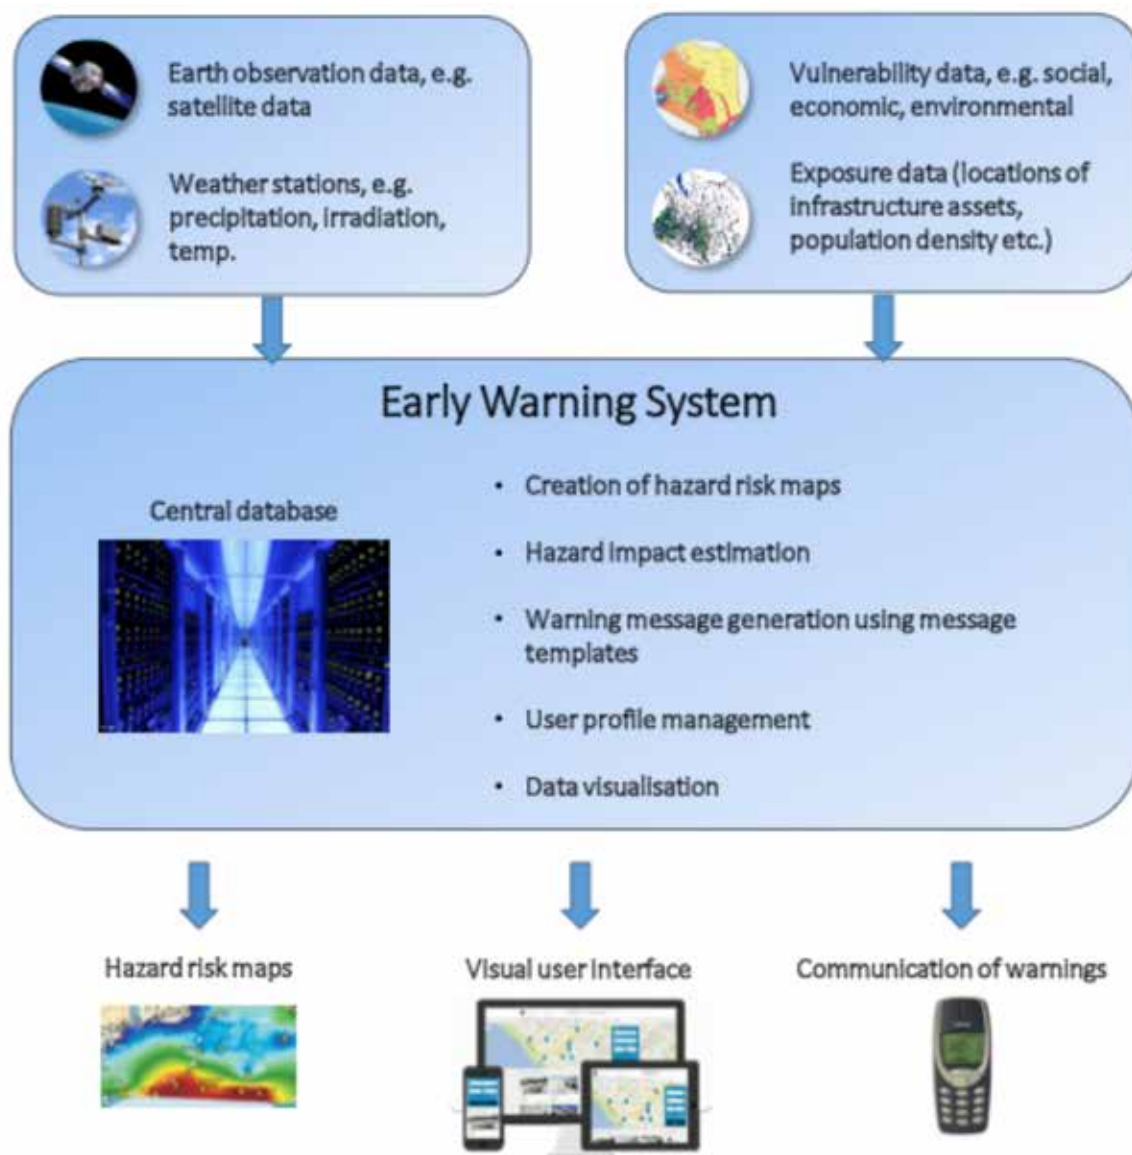 Earth observation data, e.g.
satellite data
Weather stations, e.g.
precipitation, irradiation,
temp.
Vulnerability data, e.g. social,
economic, environmental
Exposure data (locations of
infrastructure assets,
population density etc.)
Early Warning System
Central database
• Creation of hazard risk maps
• Hazard impact estimation
• Warning message generation using message
templates
• User profile management
• Data visualisation
Hazard risk maps
Visual user interface
Communication of warnings